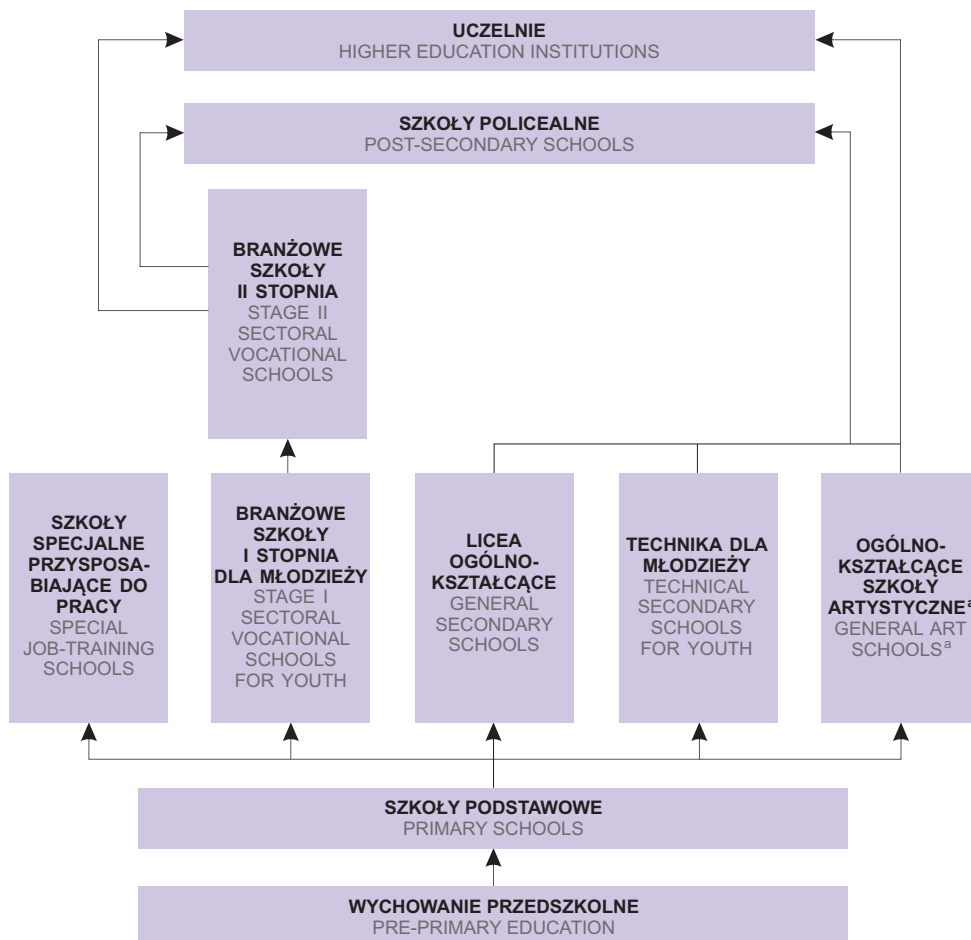 UCZELNIE
HIGHER EDUCATION INSTITUTIONS
SZKOŁY POLICEALNE
POST-SECONDARY SCHOOLS
BRANŻOWE
SZKOŁY
II STOPNIA
STAGE II
SECTORAL
VOCATIONAL
SCHOOLS
SZKOŁY
SPECJALNE
PRZYSPOSA-
BIAJĄCE DO
PRACY
SPECIAL
JOB-TRAINING
SCHOOLS
BRANŻOWE
SZKOŁY
I STOPNIA
DLA MŁODZIEŻY
STAGE I
SECTORAL
VOCATIONAL
SCHOOLS
FOR YOUTH
LICEA
OGÓLNO-
KSZTAŁCĄCE
GENERAL
SECONDARY
SCHOOLS
TECHNIKA DLA
MŁODZIEŻY
TECHNICAL
SECONDARY
SCHOOLS
FOR YOUTH
OGÓLNO-
KSZTAŁCĄCE
SZKOŁY
ARTYSTYCZNEᵃ
GENERAL ART
SCHOOLSᵃ
SZKOŁY PODSTAWOWE
PRIMARY SCHOOLS
WYCHOWANIE PRZEDSZKOLNE
PRE-PRIMARY EDUCATION